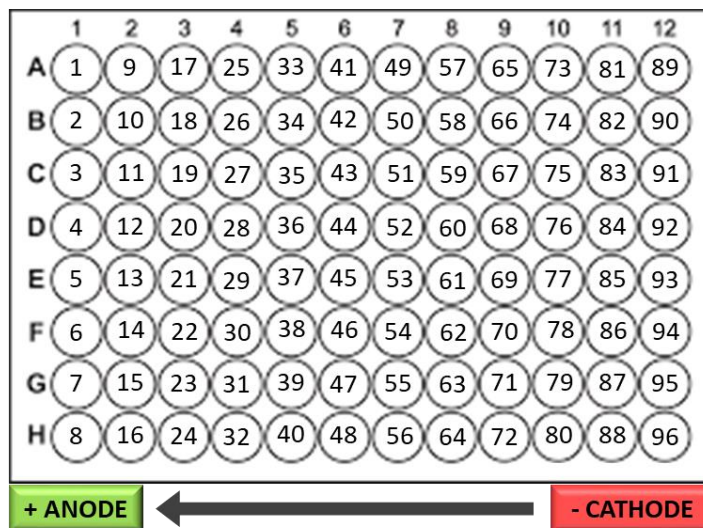 1 2 3 4 5 6 7 8 9 10 11 12
A 1 9 17 25 33 41 49 57 65 73 81 89
B 2 10 18 26 34 42 50 58 66 74 82 90
C 3 11 19 27 35 43 51 59 67 75 83 91
D 4 12 20 28 36 44 52 60 68 76 84 92
E 5 13 21 29 37 45 53 61 69 77 85 93
F 6 14 22 30 38 46 54 62 70 78 86 94
G 7 15 23 31 39 47 55 63 71 79 87 95
H 8 16 24 32 40 48 56 64 72 80 88 96
+ ANODE - CATHODE